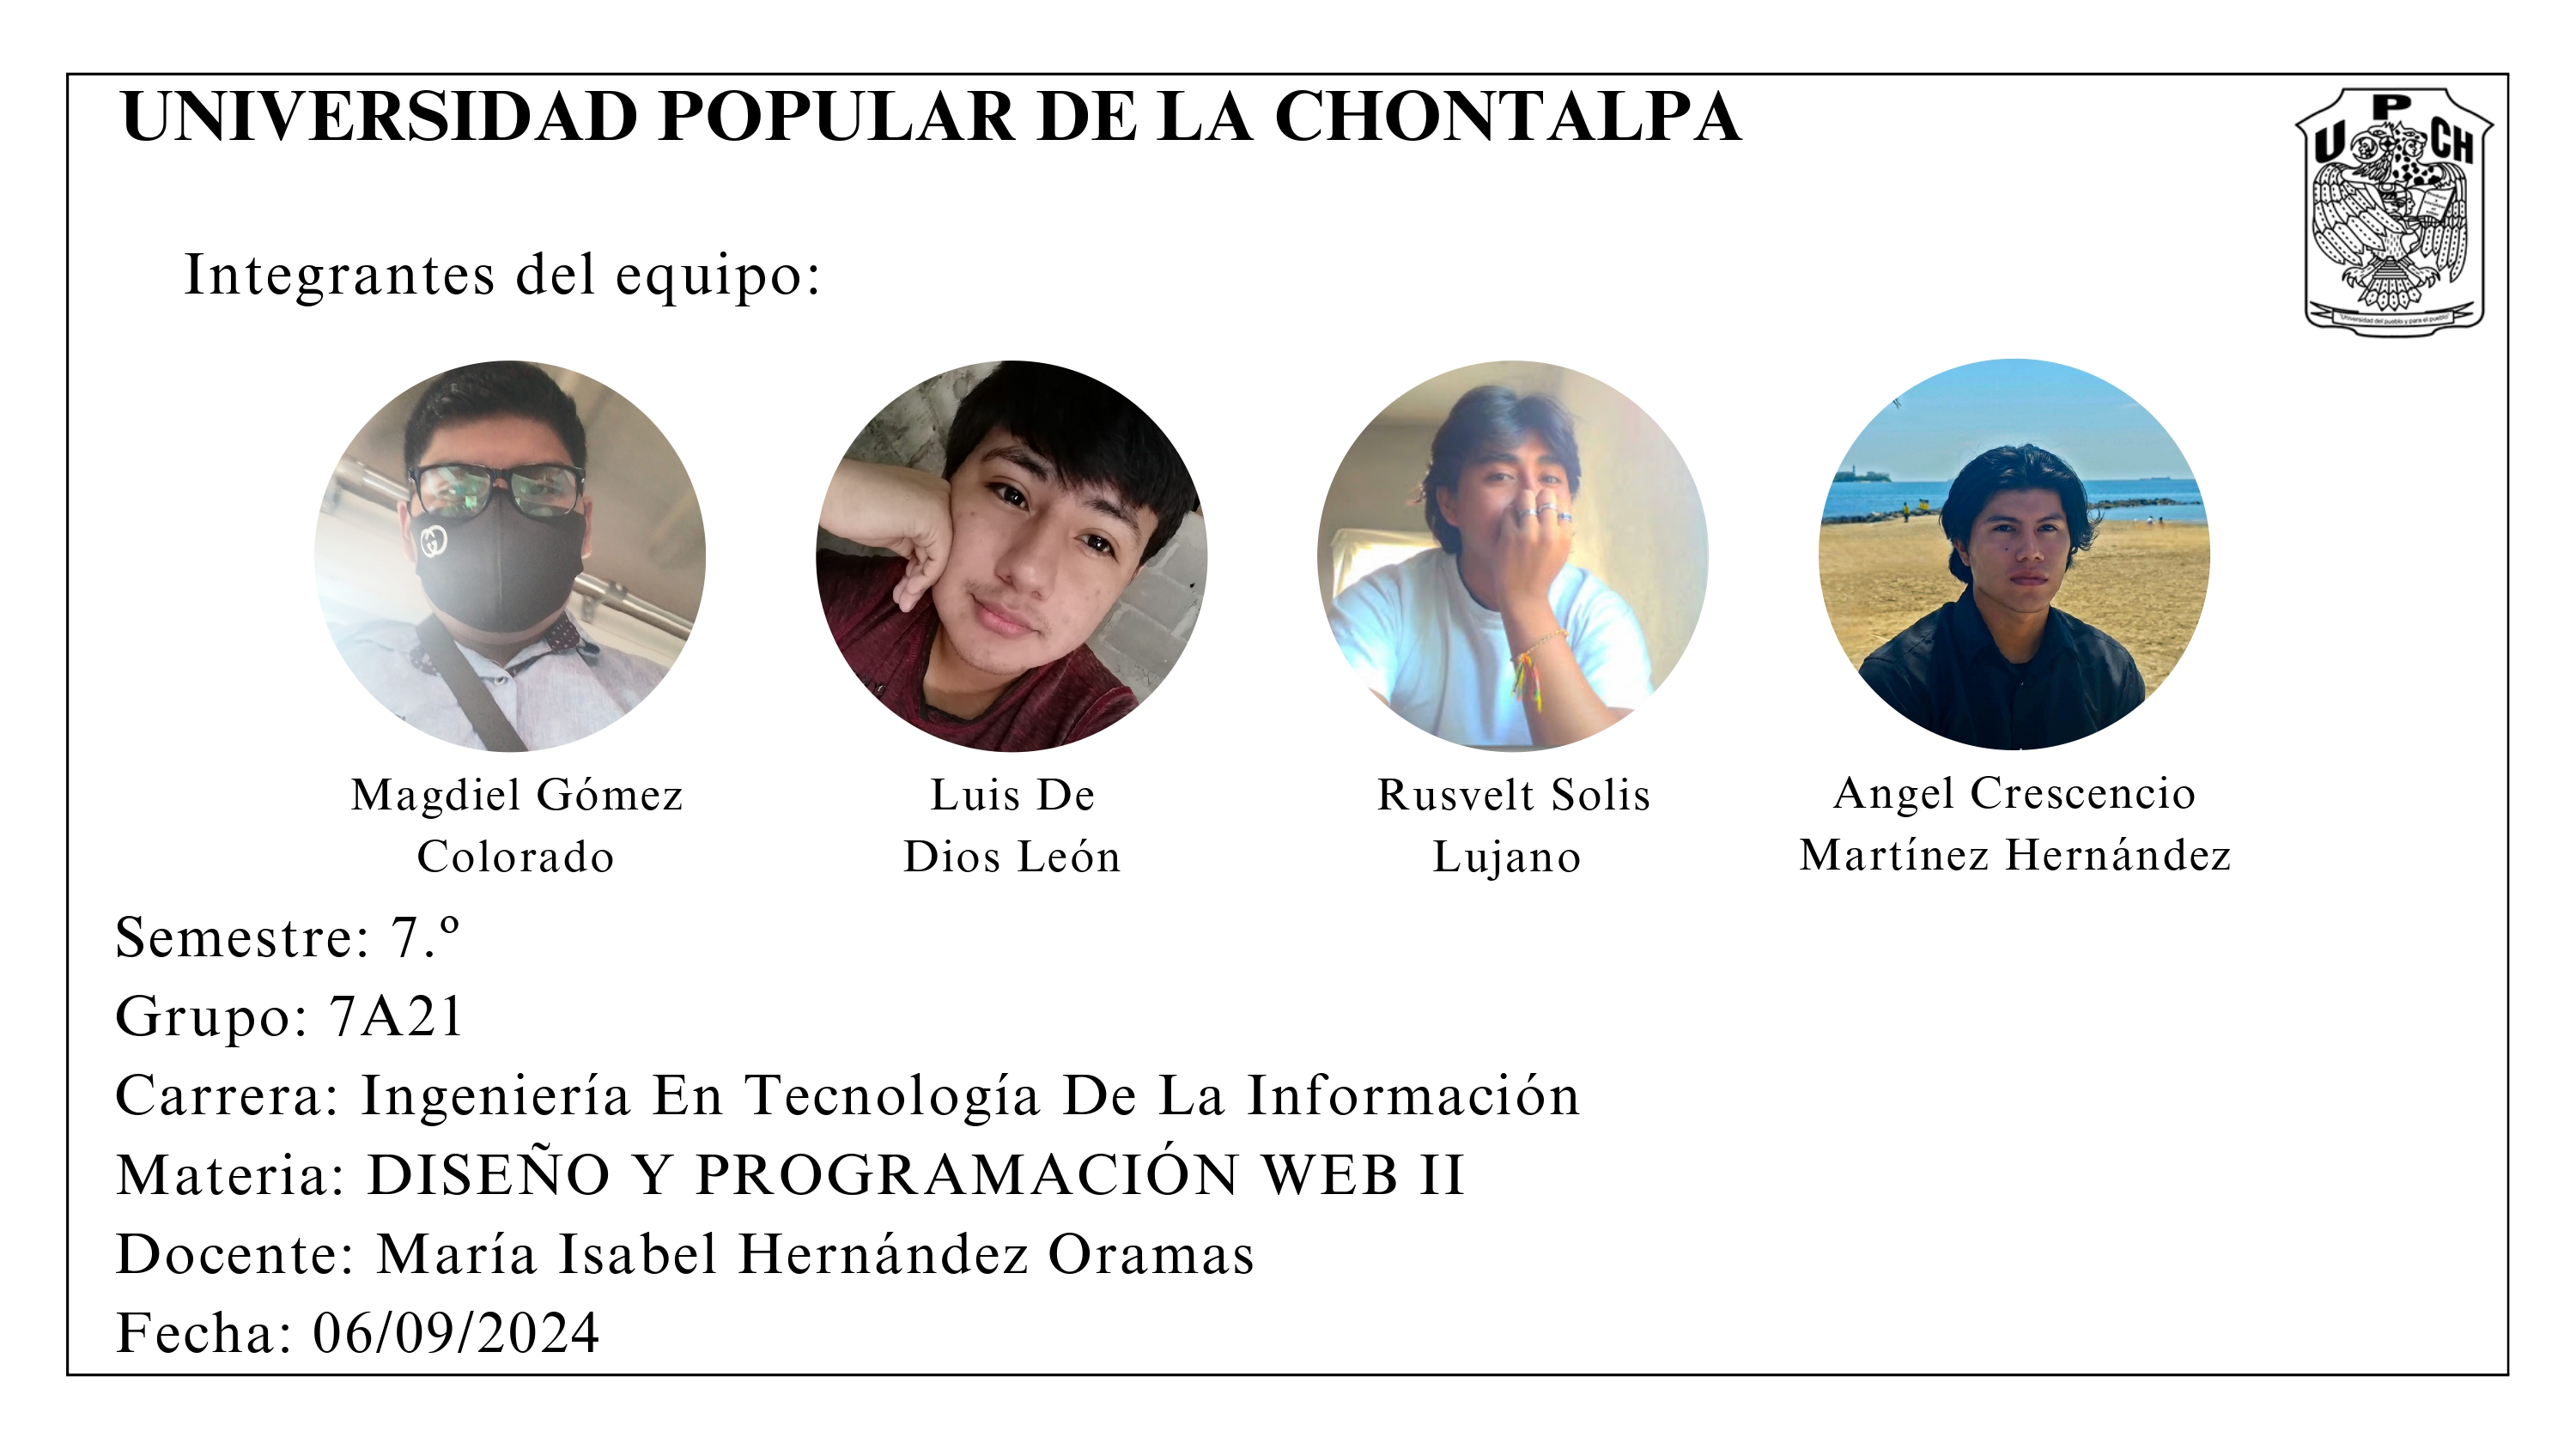 UNIVERSIDAD POPULAR DE LA CHONTALPA
U P CH
"Universidad del pueblo y para el pueblo"
Integrantes del equipo:
Magdiel Gómez
Colorado
Luis De
Dios León
Rusvelt Solis
Lujano
Angel Crescencio
Martínez Hernández
Semestre: 7.º
Grupo: 7A21
Carrera: Ingeniería En Tecnología De La Información
Materia: DISEÑO Y PROGRAMACIÓN WEB II
Docente: María Isabel Hernández Oramas
Fecha: 06/09/2024